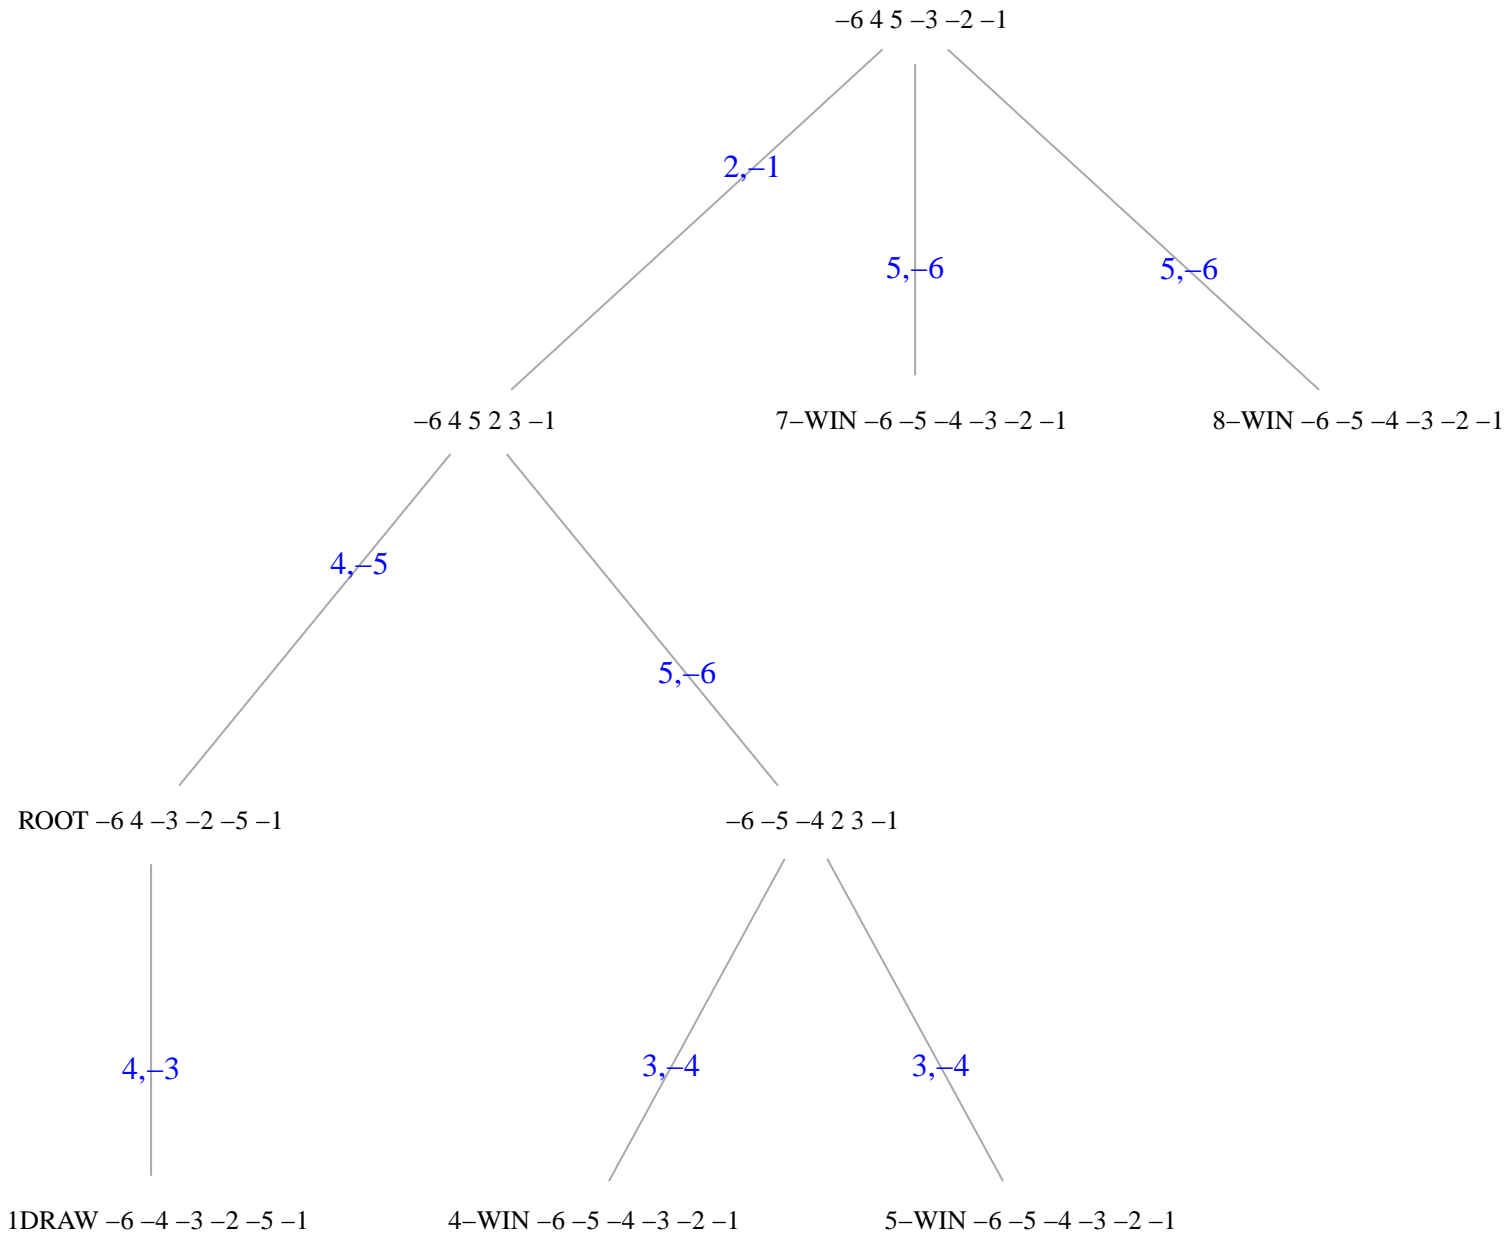 –6 4 5 –3 –2 –1
2,–1
5,–6
5,–6
–6 4 5 2 3 –1
7–WIN –6 –5 –4 –3 –2 –1
8–WIN –6 –5 –4 –3 –2 –1
4,–5
5,–6
ROOT –6 4 –3 –2 –5 –1
–6 –5 –4 2 3 –1
4,–3
3,–4
3,–4
1DRAW –6 –4 –3 –2 –5 –1
4–WIN –6 –5 –4 –3 –2 –1
5–WIN –6 –5 –4 –3 –2 –1